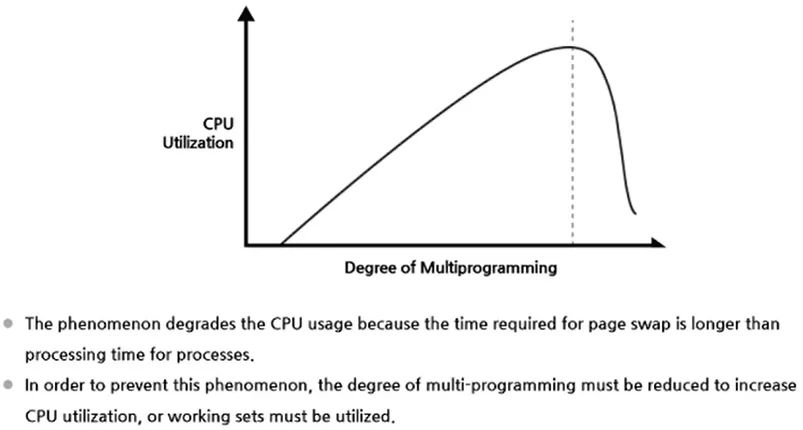 CPU
Utilization
Degree of Multiprogramming
The phenomenon degrades the CPU usage because the time required for page swap is longer than
processing time for processes.
In order to prevent this phenomenon, the degree of multi-programming must be reduced to increase
CPU utilization, or working sets must be utilized.